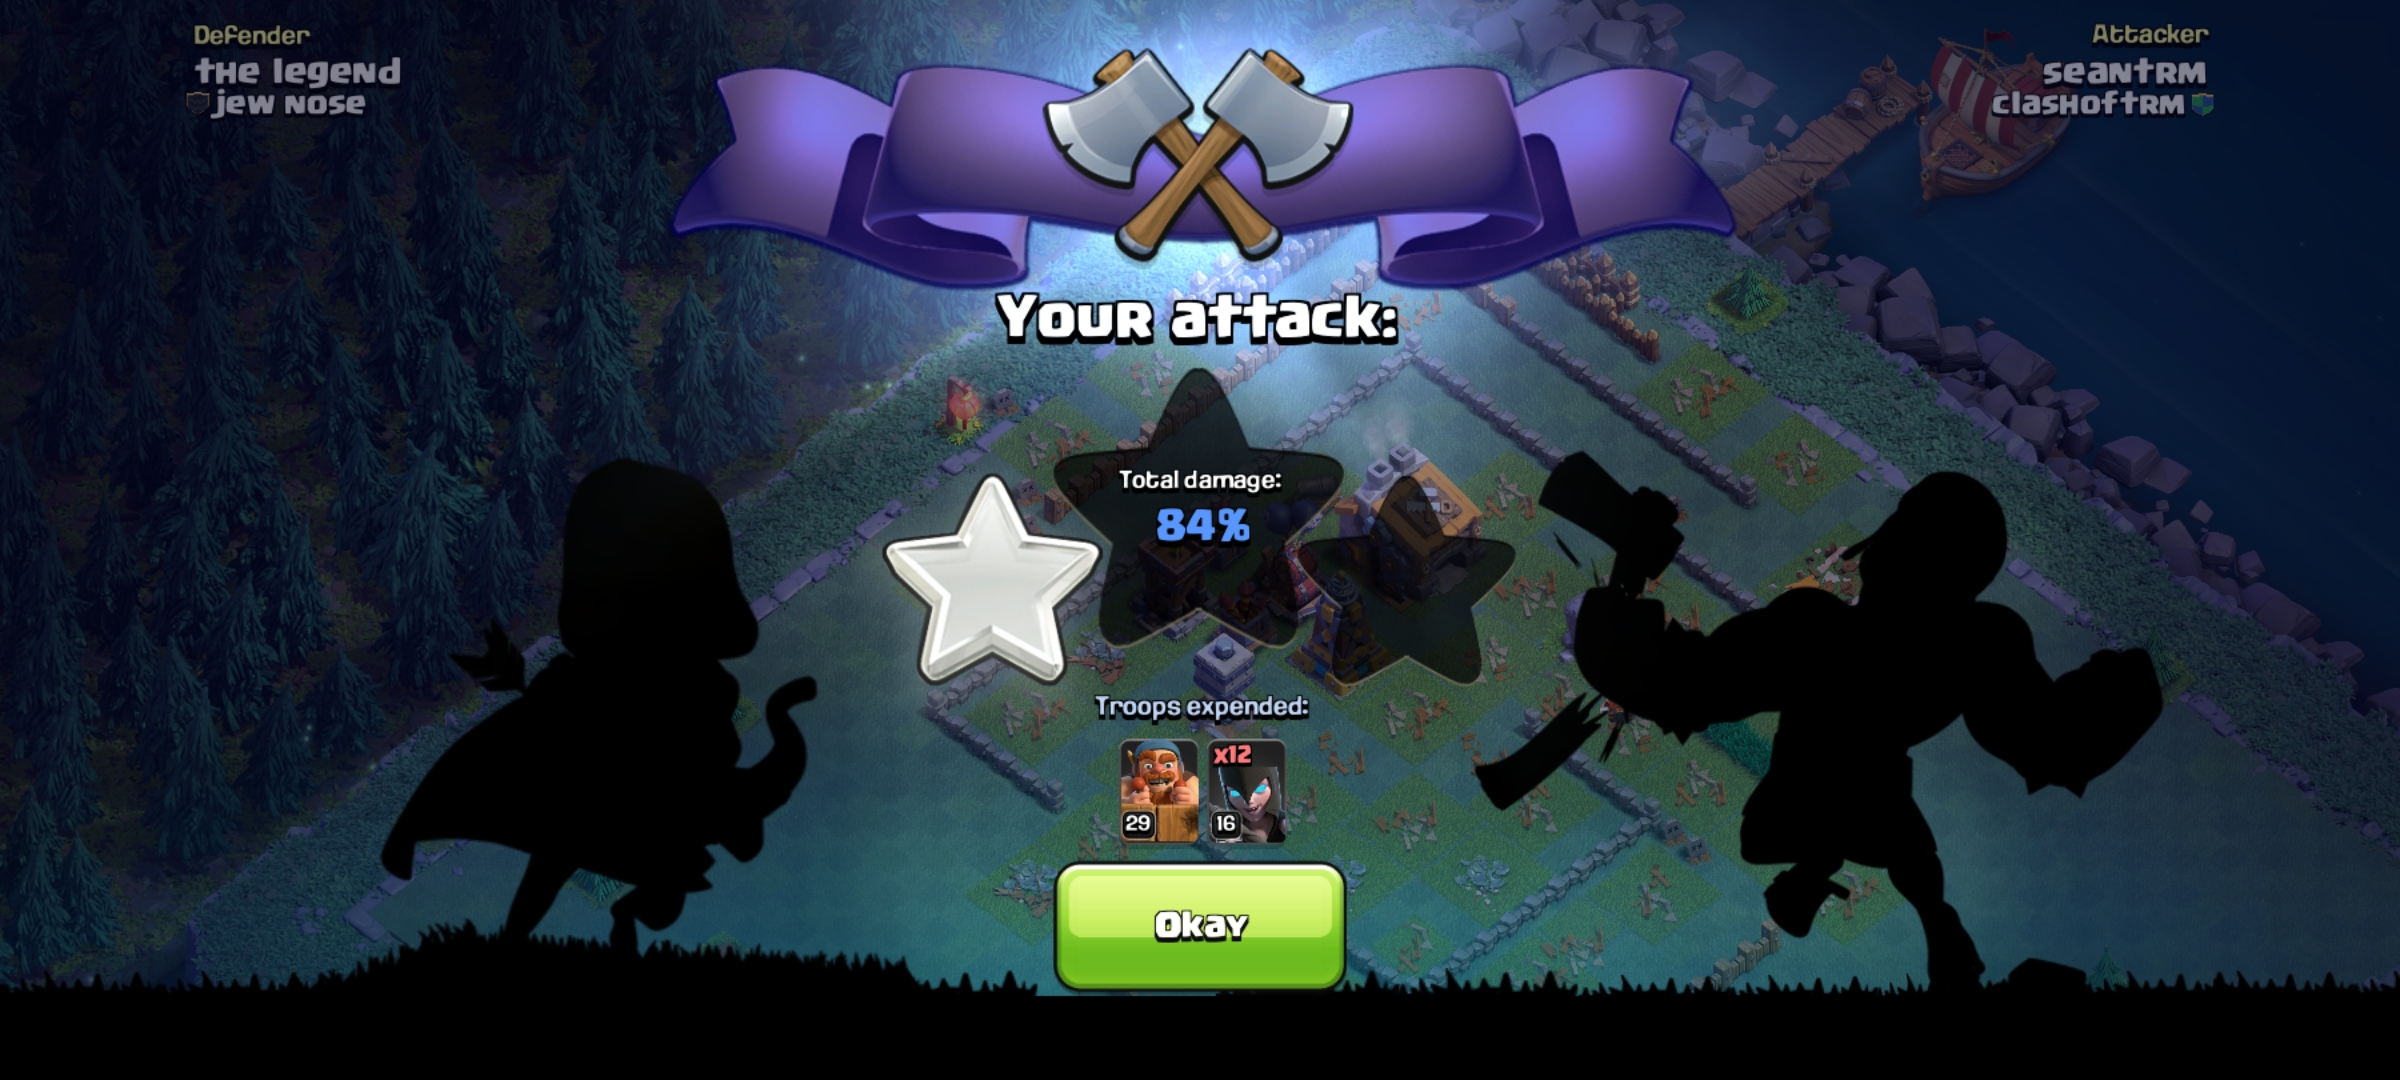 Defender
the legend
jew nose
Attacker
seantrm
clashoftrm
Your attack:
Total damage:
84%
Troops expended:
x12
29
16
Okay